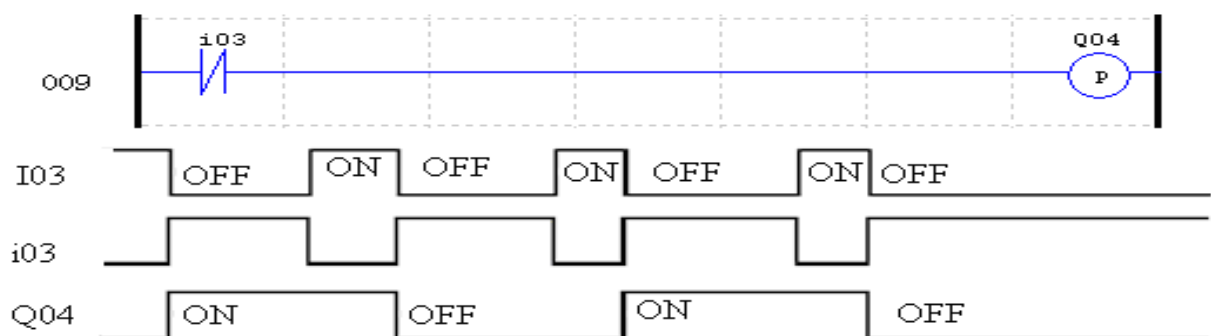 i03 Q04
009 P
I03 OFF ON OFF ON OFF ON OFF
i03
Q04 ON OFF ON OFF